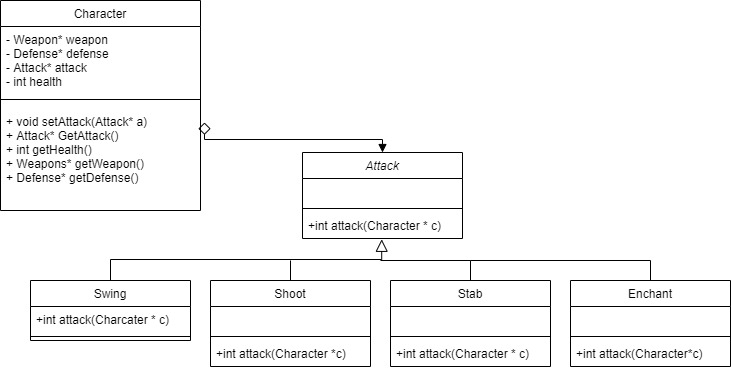 Character
- Weapon* weapon
- Defense* defense
- Attack* attack
- int health
+ void setAttack(Attack* a)
+ Attack* GetAttack()
+ int getHealth()
+ Weapons* getWeapon()
+ Defense* getDefense()
Attack
+int attack(Character * c)
Swing
+int attack(Charcater * c)
Shoot
+int attack(Character *c)
Stab
+int attack(Character * c)
Enchant
+int attack(Character*c)